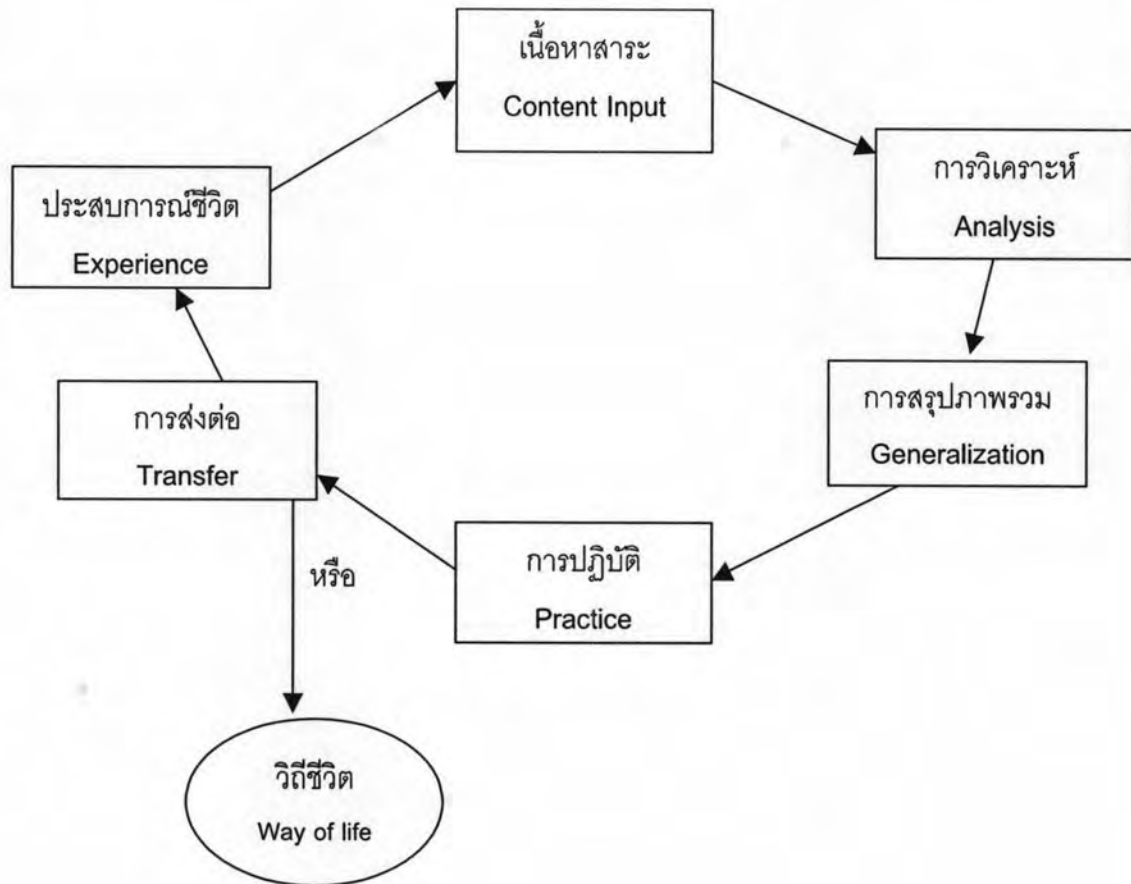 เนื้อหาสาระ
Content Input
การวิเคราะห์
Analysis
ประสบการณ์ชีวิต
Experience
การสรุปภาพรวม
Generalization
การส่งต่อ
Transfer
การปฏิบัติ
Practice
หรือ
วิถีชีวิต
Way of life